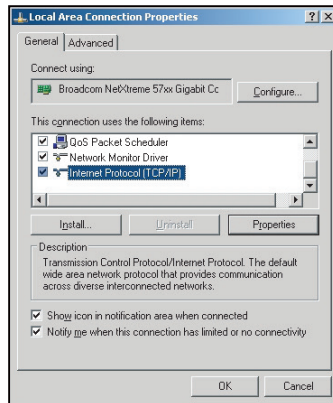 Local Area Connection Properties
General Advanced
Connect using:
Broadcom NetXtreme 57xx Gigabit Cc
Configure...
This connection uses the following items:
QoS Packet Scheduler
Network Monitor Driver
Internet Protocol (TCP/IP)
Install... Uninstall Properties
Description
Transmission Control Protocol/Internet Protocol. The default
wide area network protocol that provides communication
across diverse interconnected networks.
Show icon in notification area when connected
Notify me when this connection has limited or no connectivity
OK Cancel